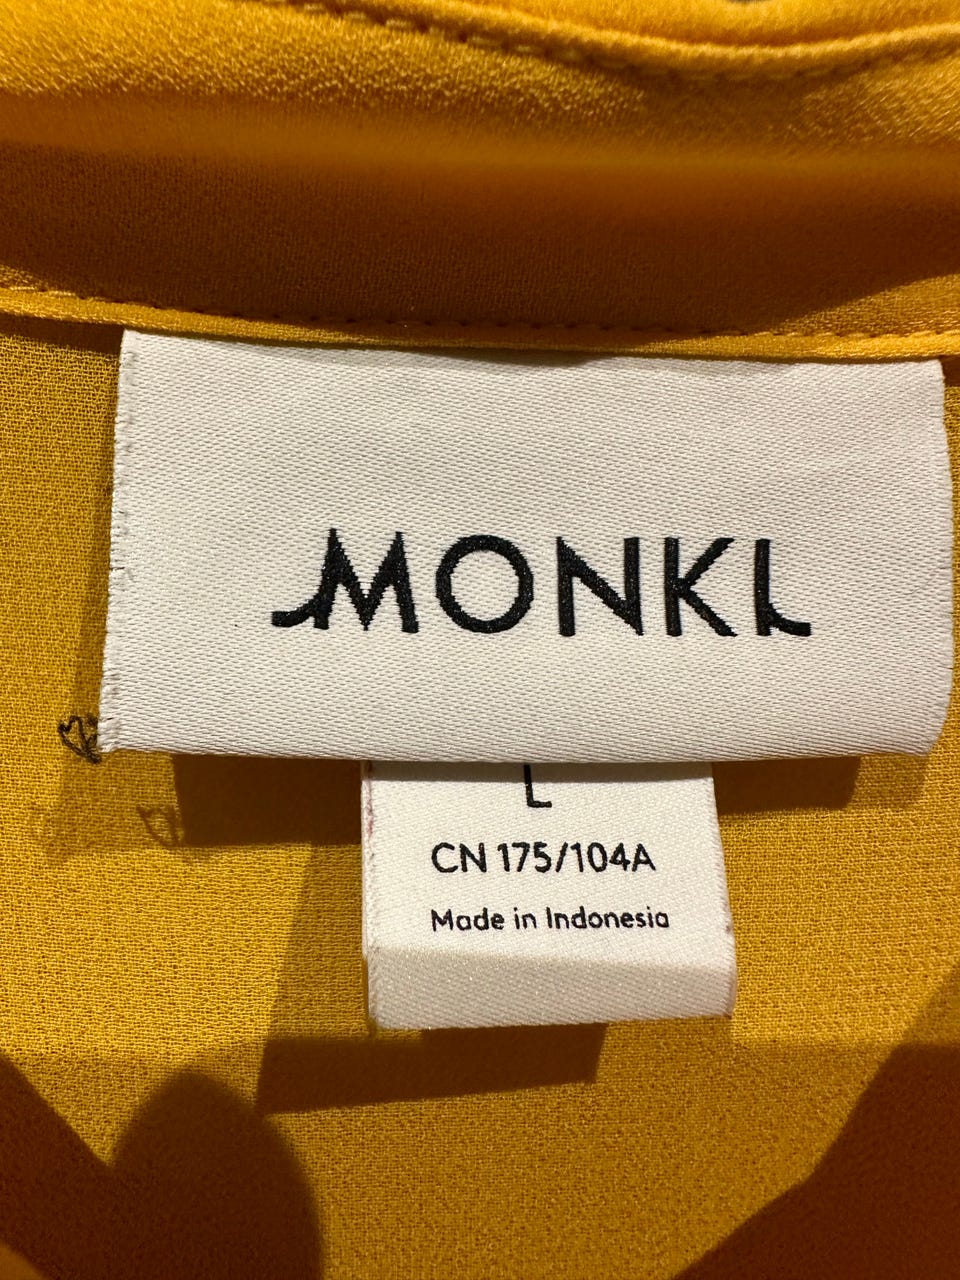 MONKI
L
CN 175/104A
Made in Indonesia